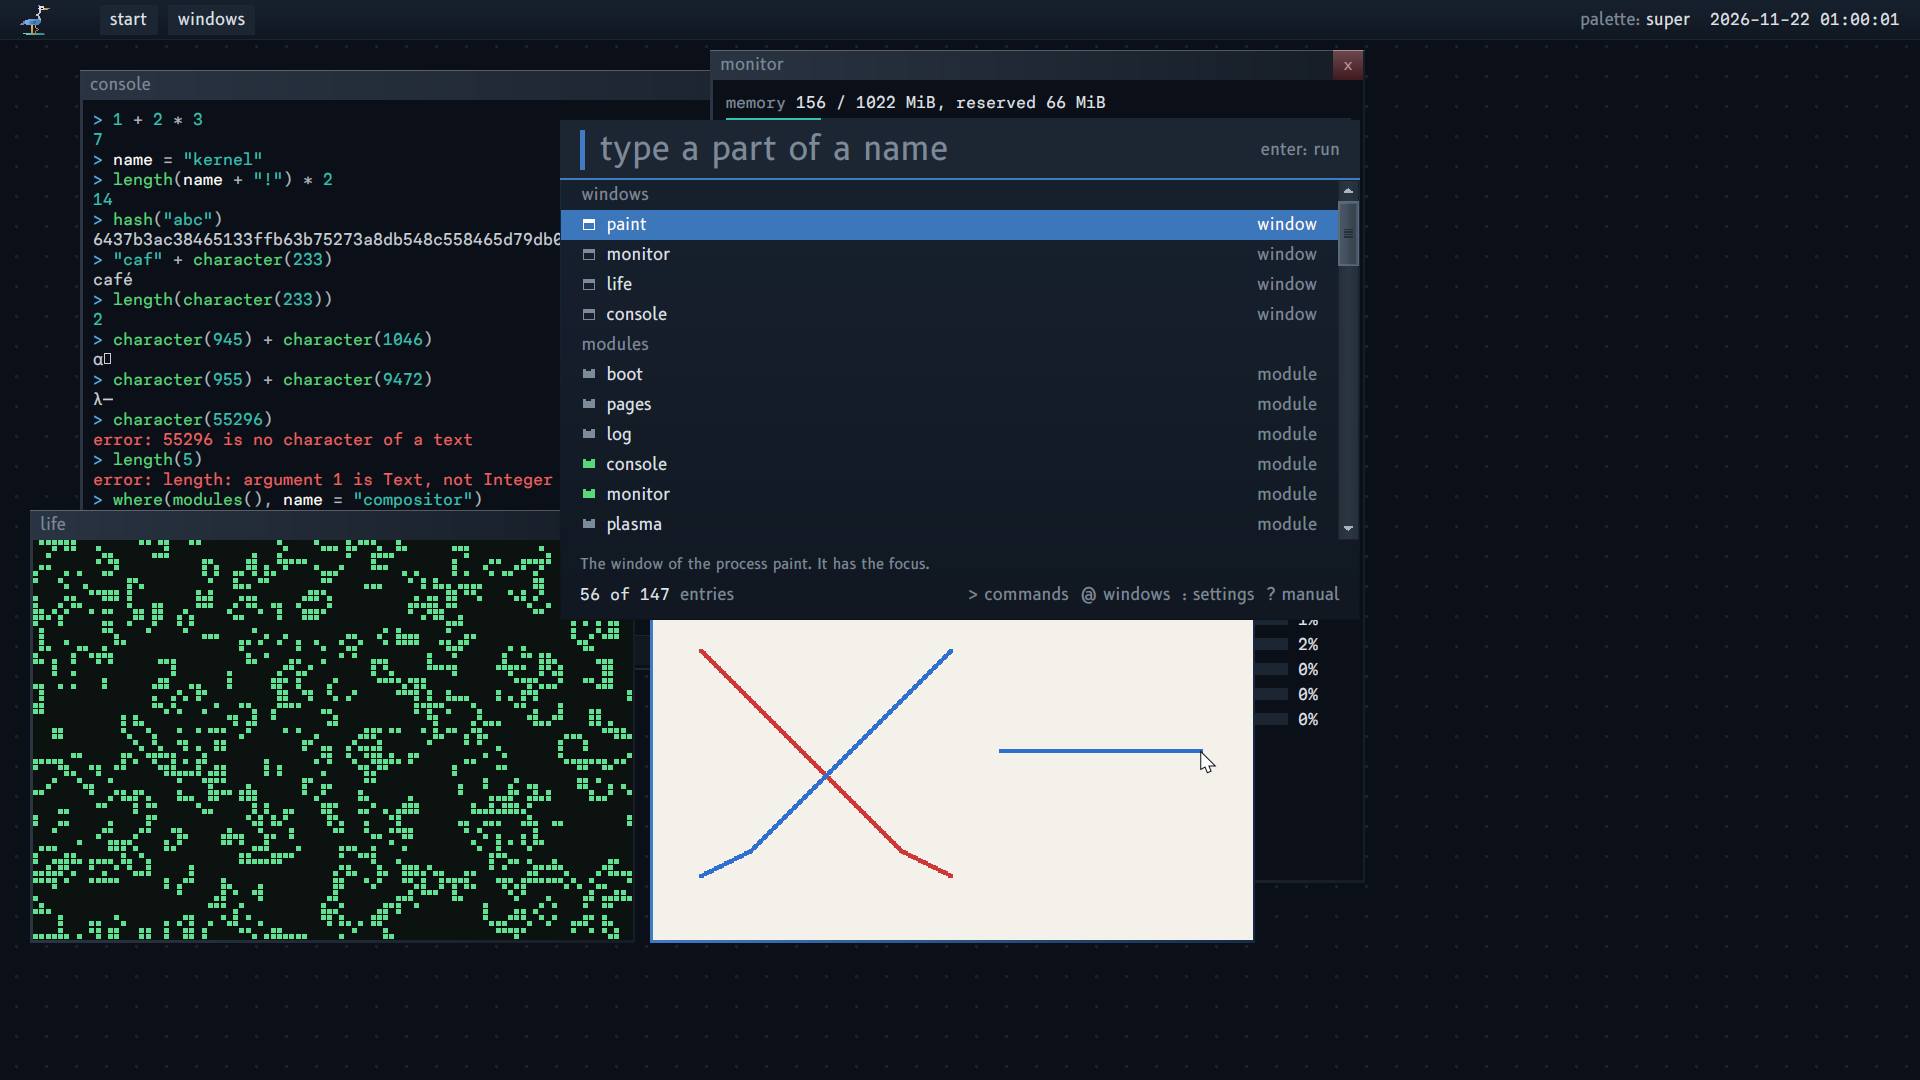 start windows palette: super 2026-11-22 01:00:01
monitor x
memory 156 / 1022 MiB, reserved 66 MiB
console
> 1 + 2 * 3
7
> name = "kernel"
> length(name + "!") * 2
14
> hash("abc")
6437b3ac38465133ffb63b75273a8db548c558465d79db0
> "caf" + character(233)
café
> length(character(233))
2
> character(945) + character(1046)
α
> character(955) + character(9472)
λ─
> character(55296)
error: 55296 is no character of a text
> length(5)
error: length: argument 1 is Text, not Integer
> where(modules(), name = "compositor")
type a part of a name enter: run
windows
paint window
monitor window
life window
console window
modules
boot module
pages module
log module
console module
monitor module
plasma module
The window of the process paint. It has the focus.
56 of 147 entries > commands @ windows : settings ? manual
life
1%
2%
0%
0%
0%